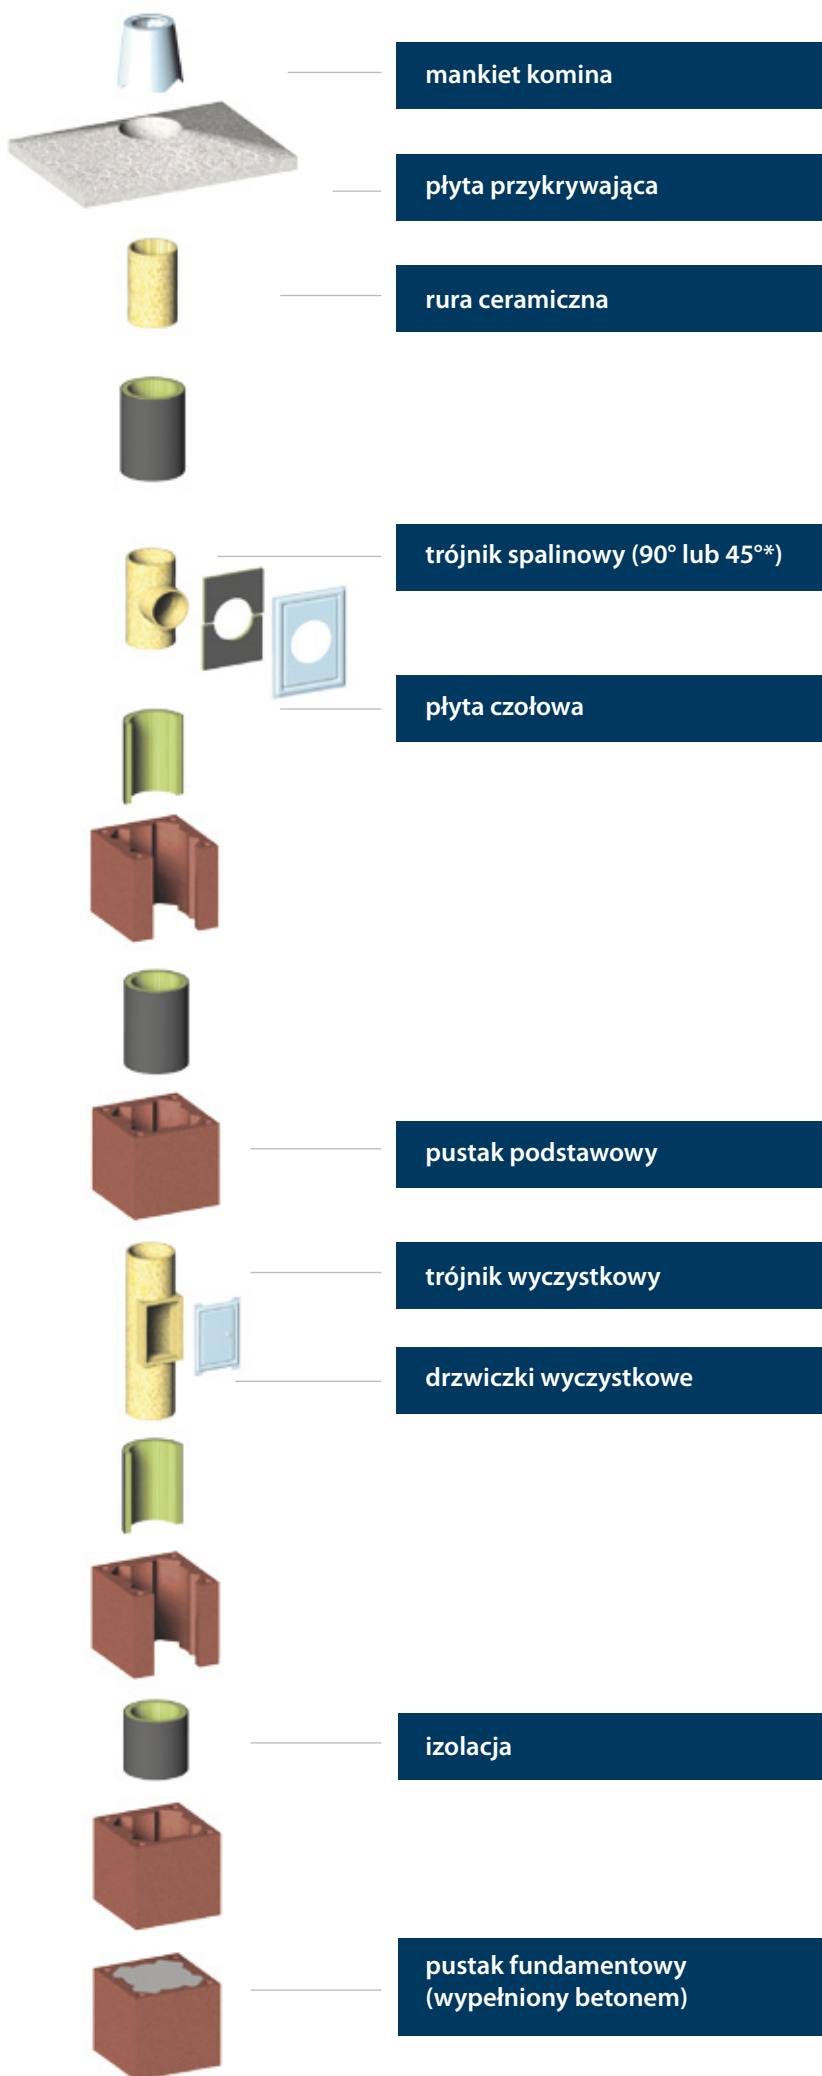 mankiet komina
płyta przykrywająca
rura ceramiczna
trójnik spalinowy (90° lub 45°*)
płyta czołowa
pustak podstawowy
trójnik wyczystkowy
drzwiczki wyczystkowe
izolacja
pustak fundamentowy
(wypełniony betonem)